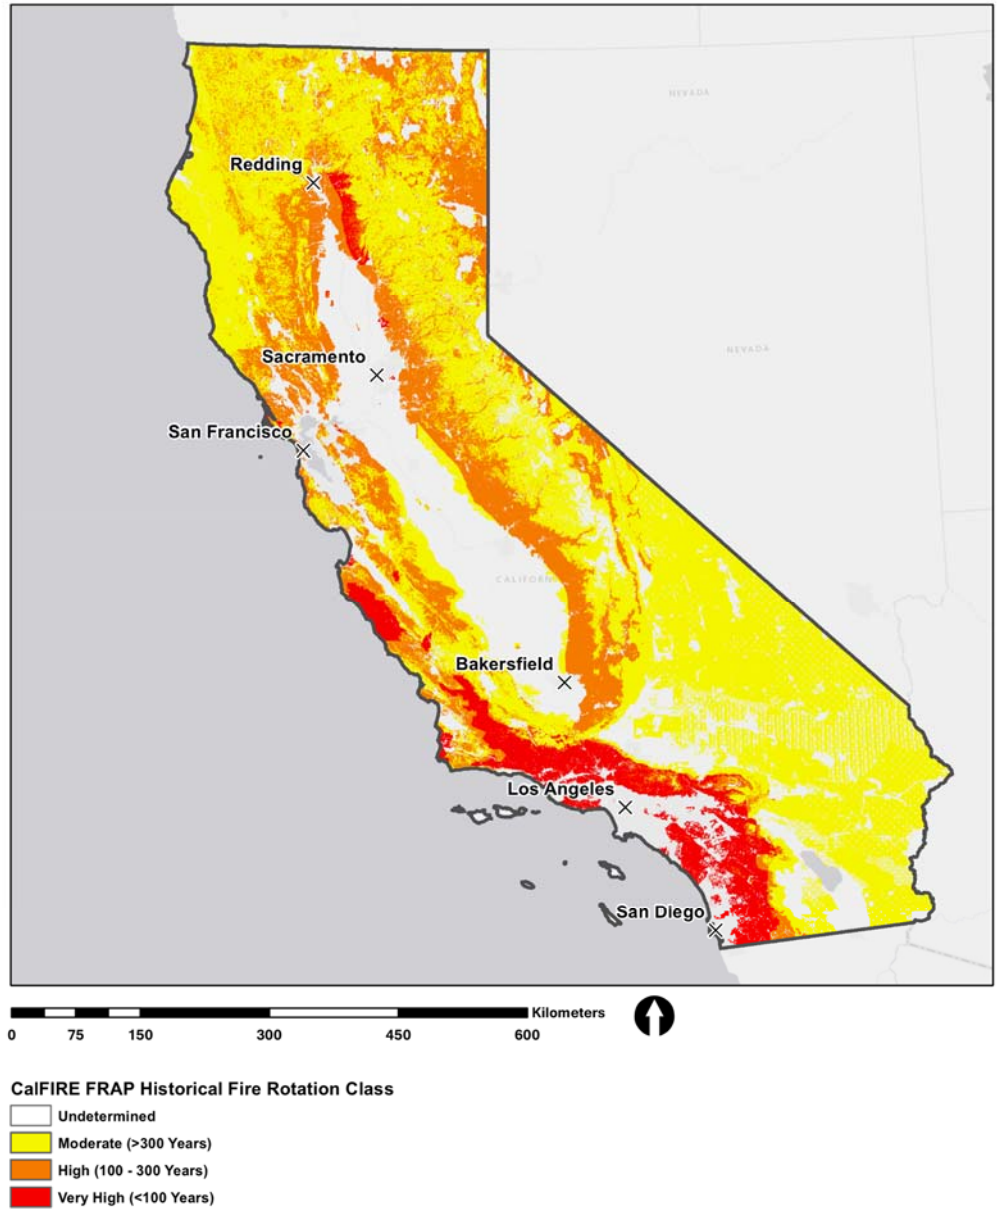 NEVADA
Redding
NEVADA
Sacramento
San Francisco
CALIFORN
Bakersfield
Los Angeles
San Diego
Kilometers
0 75 150 300 450 600
CalFIRE FRAP Historical Fire Rotation Class
Undetermined
Moderate (>300 Years)
High (100 - 300 Years)
Very High (<100 Years)